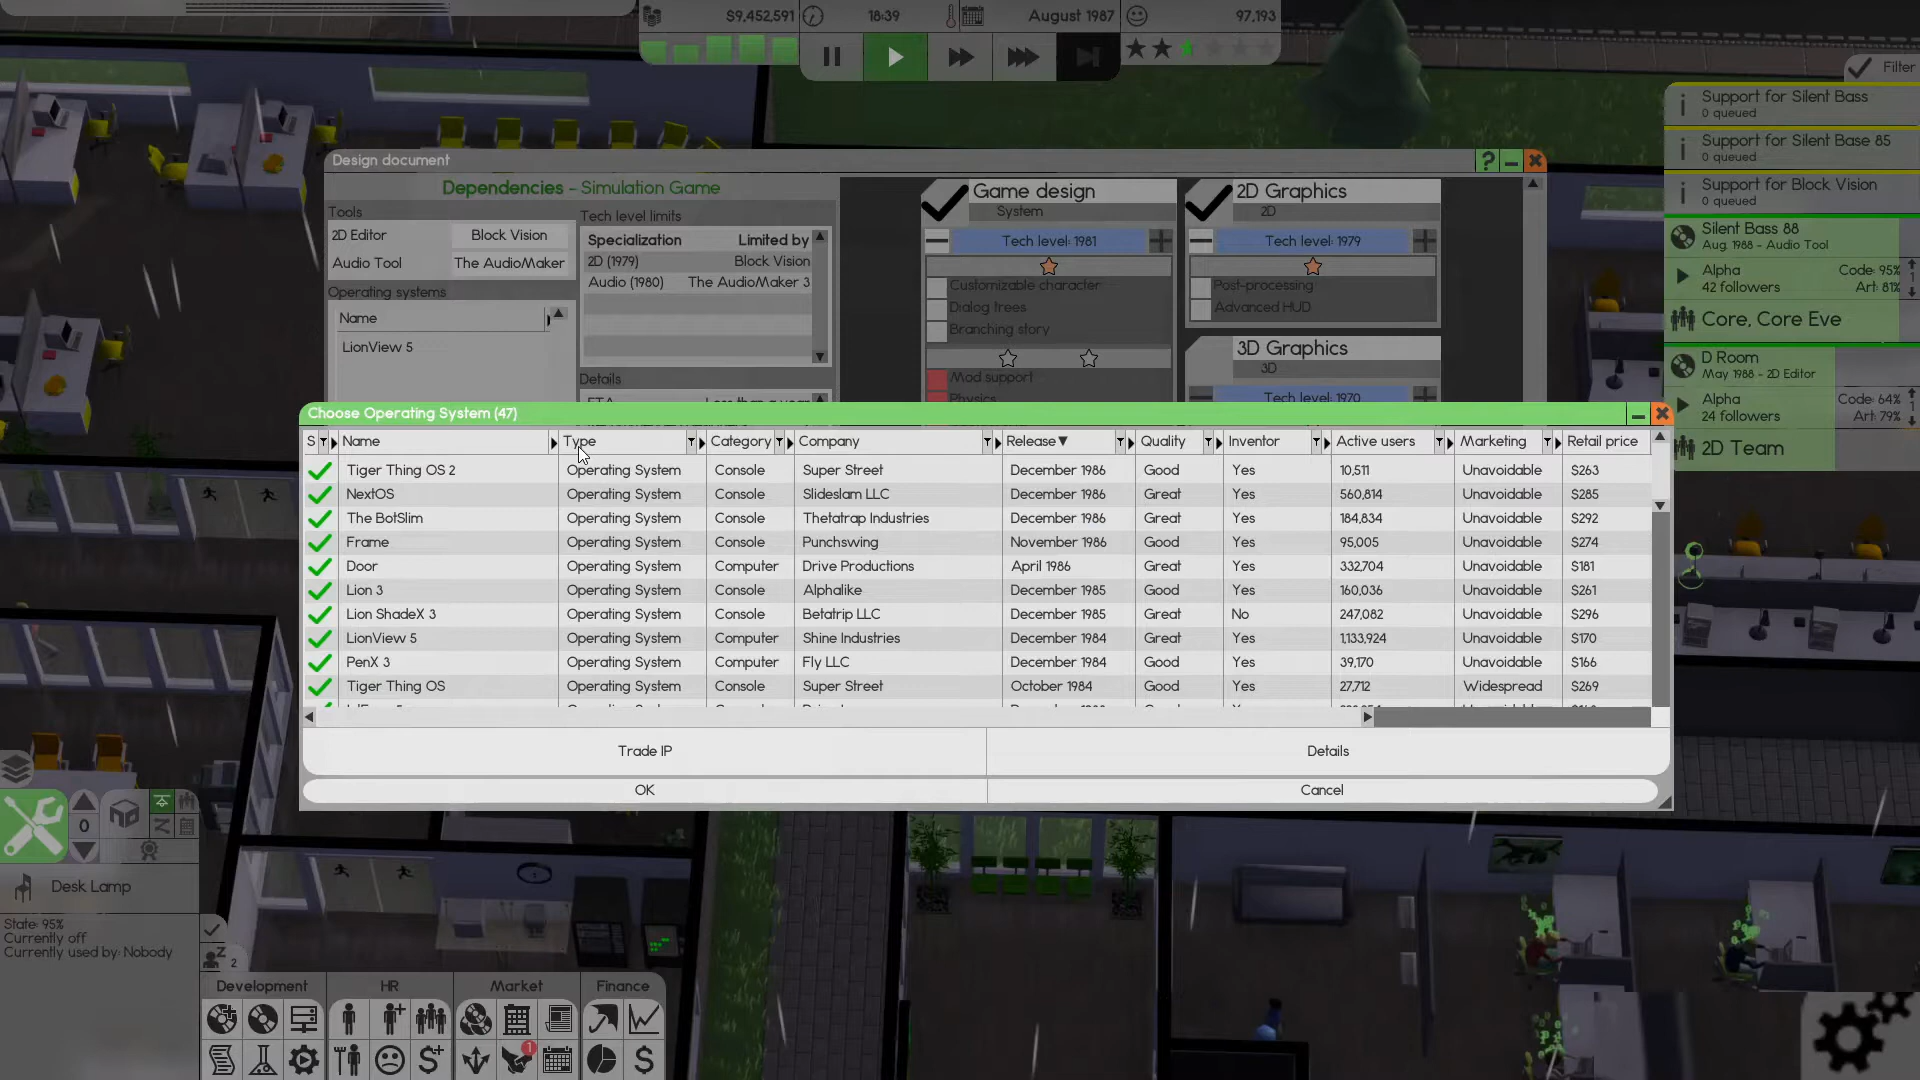 $9,452,591
18:39
August 1987
97,193
Filter
Support for Silent Bass
0 queued
Support for Silent Base 85
0 queued
Support for Block Vision
0 queued
Silent Bass 88
Aug. 1988 - Audio Tool
Alpha Code: 95%
42 followers Art: 81%
Core, Core Eve
D Room
May 1988 - 2D Editor
Alpha Code: 64%
24 followers Art: 79%
2D Team
Design document
?
Dependencies - Simulation Game
Tools
2D Editor Block Vision
Audio Tool The AudioMaker
Operating systems
Name
LionView 5
Tech level limits
Specialization Limited by
2D (1979) Block Vision
Audio (1980) The AudioMaker 3
Details
Game design
System
Tech level: 1981
Customizable character
Dialog trees
Branching story
Mod support
Physics
2D Graphics
2D
Tech level: 1979
Post-processing
Advanced HUD
3D Graphics
3D
Tech level: 1970
Choose Operating System (47)
S Name Type Category Company Release Quality Inventor Active users Marketing Retail price
Tiger Thing OS 2 Operating System Console Super Street December 1986 Good Yes 10,511 Unavoidable $263
NextOS Operating System Console Slideslam LLC December 1986 Great Yes 560,814 Unavoidable $285
The BotSlim Operating System Console Thetatrap Industries December 1986 Great Yes 184,834 Unavoidable $292
Frame Operating System Console Punchswing November 1986 Good Yes 95,005 Unavoidable $274
Door Operating System Computer Drive Productions April 1986 Great Yes 332,704 Unavoidable $181
Lion 3 Operating System Console Alphalike December 1985 Good Yes 160,036 Unavoidable $261
Lion ShadeX 3 Operating System Console Betatrip LLC December 1985 Great No 247,082 Unavoidable $296
LionView 5 Operating System Computer Shine Industries December 1984 Great Yes 1,133,924 Unavoidable $170
PenX 3 Operating System Computer Fly LLC December 1984 Good Yes 39,170 Unavoidable $166
Tiger Thing OS Operating System Console Super Street October 1984 Good Yes 27,712 Widespread $269
Trade IP Details
OK Cancel
0
Desk Lamp
State: 95%
Currently off
Currently used by: Nobody
2
Development HR Market Finance
1